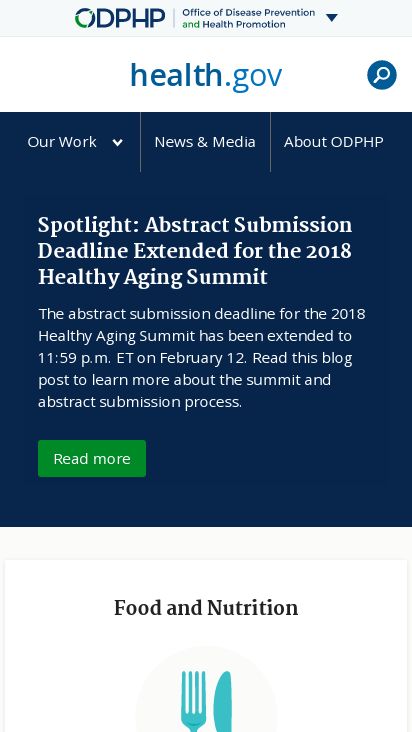 ODPHP
Office of Disease Prevention
and Health Promotion
health.gov
Our Work
News & Media
About ODPHP
Spotlight: Abstract Submission
Deadline Extended for the 2018
Healthy Aging Summit
The abstract submission deadline for the 2018
Healthy Aging Summit has been extended to
11:59 p.m. ET on February 12. Read this blog
post to learn more about the summit and
abstract submission process.
Read more
Food and Nutrition